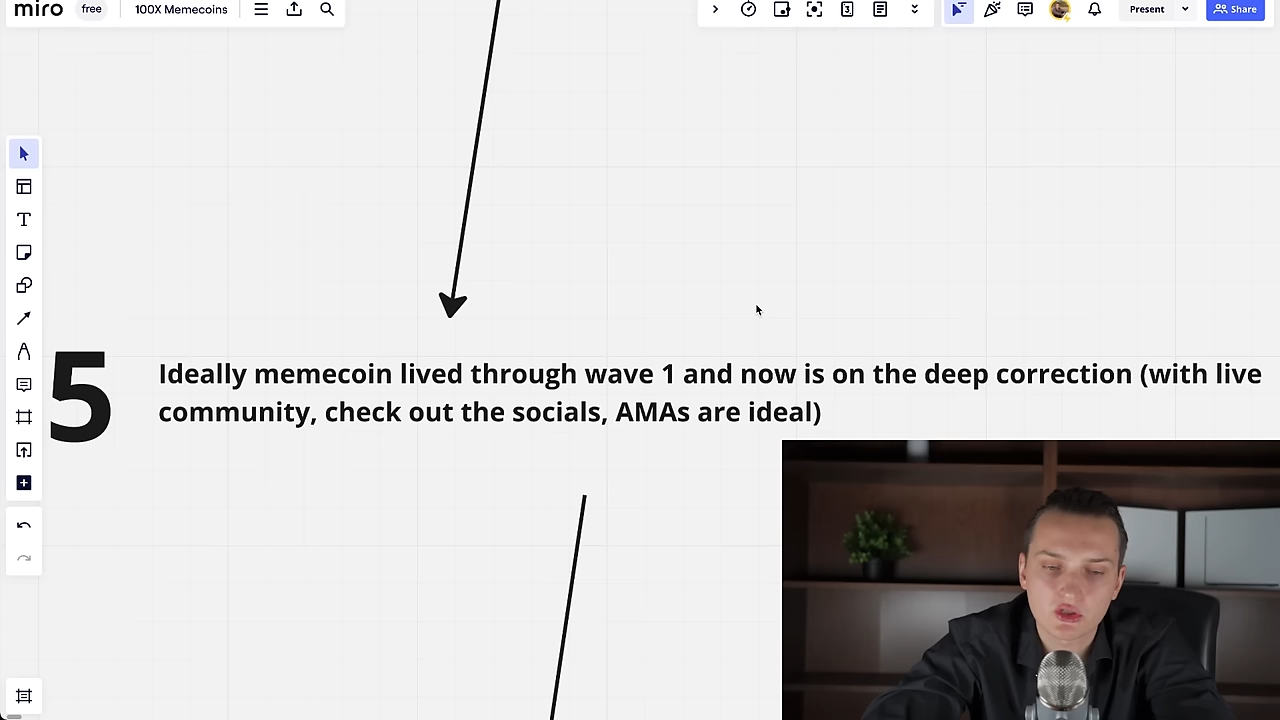 miro free 100X Memecoins Present Share
5
Ideally memecoin lived through wave 1 and now is on the deep correction (with live
community, check out the socials, AMAs are ideal)